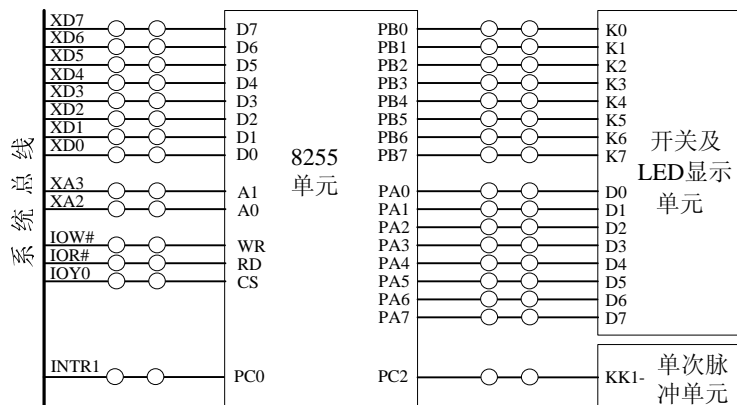 系统总线
XD7
XD6
XD5
XD4
XD3
XD2
XD1
XD0
XA3
XA2
IOW#
IOR#
IOY0
INTR1
D7
D6
D5
D4
D3
D2
D1
D0
A1
A0
WR
RD
CS
PC0
8255
单元
PB0
PB1
PB2
PB3
PB4
PB5
PB6
PB7
PA0
PA1
PA2
PA3
PA4
PA5
PA6
PA7
PC2
K0
K1
K2
K3
K4
K5
K6
K7
D0
D1
D2
D3
D4
D5
D6
D7
开关及
LED显示
单元
KK1-
单次脉
冲单元